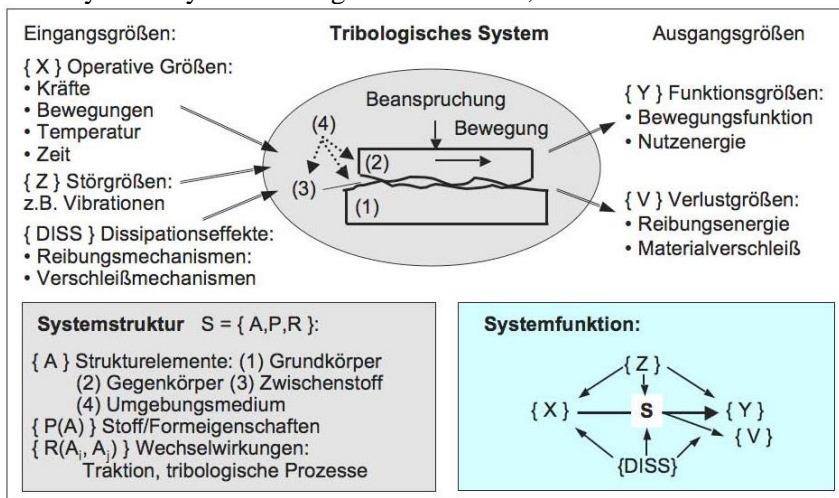 Eingangsgrößen:
Tribologisches System
Ausgangsgrößen
{ X } Operative Größen:
• Kräfte
• Bewegungen
• Temperatur
• Zeit
{ Z } Störgrößen:
z.B. Vibrationen
{ DISS } Dissipationseffekte:
• Reibungsmechanismen:
• Verschleißmechanismen
Beanspruchung
Bewegung
(4)
(2)
(3)
(1)
{ Y } Funktionsgrößen:
• Bewegungsfunktion
• Nutzenergie
{ V } Verlustgrößen:
• Reibungsenergie
• Materialverschleiß
Systemstruktur S = { A,P,R }:
{ A } Strukturelemente: (1) Grundkörper
(2) Gegenkörper (3) Zwischenstoff
(4) Umgebungsmedium
{ P(A) } Stoff/Formeigenschaften
{ R(Ai, Aj) } Wechselwirkungen:
Traktion, tribologische Prozesse
Systemfunktion:
{ Z }
{ X }
S
{ Y }
{ V }
{DISS}